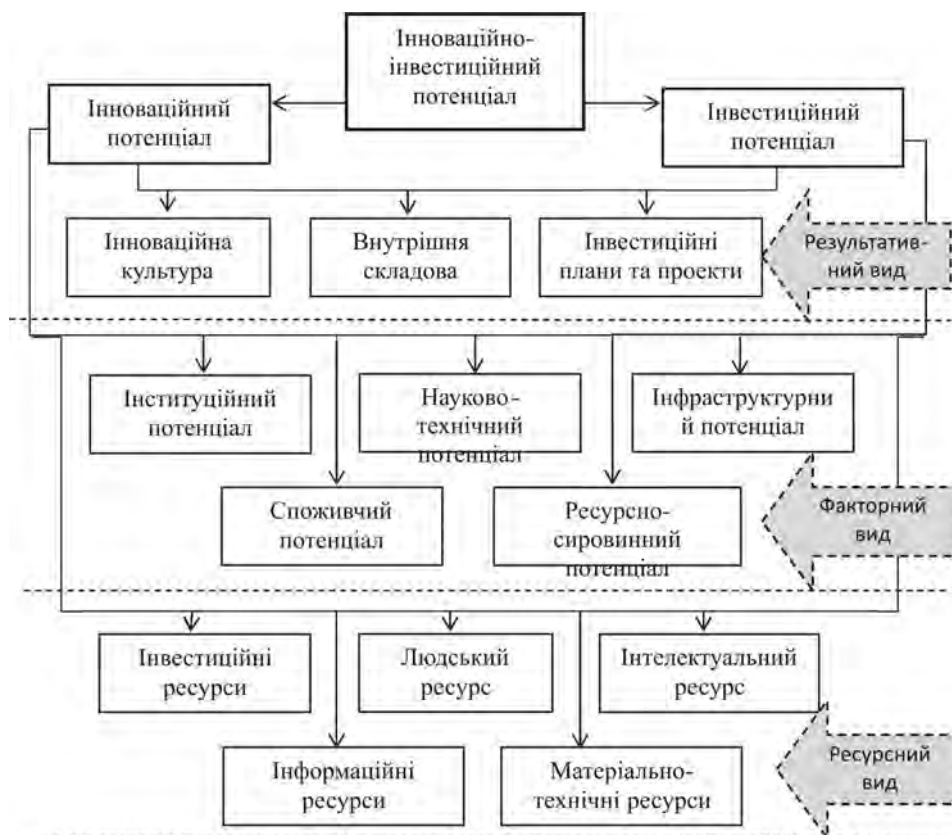 Інноваційно-
інвестиційний
потенціал
Інноваційний
потенціал
Інвестиційний
потенціал
Інноваційна
культура
Внутрішня
складова
Інвестиційні
плани та проекти
Результатив-
ний вид
Інституційний
потенціал
Науково-
технічний
потенціал
Інфраструктурни
й потенціал
Споживчий
потенціал
Ресурсно-
сировинний
потенціал
Факторний
вид
Інвестиційні
ресурси
Людський
ресурс
Інтелектуальний
ресурс
Інформаційні
ресурси
Матеріально-
технічні ресурси
Ресурсний
вид